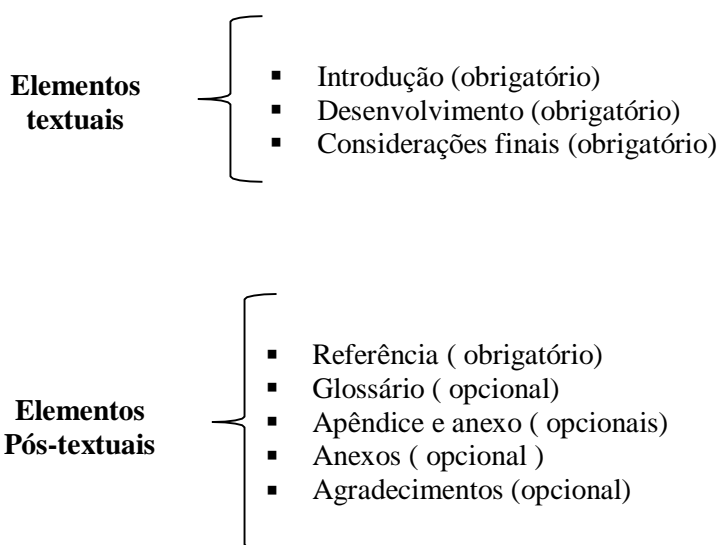 Elementos
textuais
▪ Introdução (obrigatório)
▪ Desenvolvimento (obrigatório)
▪ Considerações finais (obrigatório)
Elementos
Pós-textuais
▪ Referência ( obrigatório)
▪ Glossário ( opcional)
▪ Apêndice e anexo ( opcionais)
▪ Anexos ( opcional )
▪ Agradecimentos (opcional)